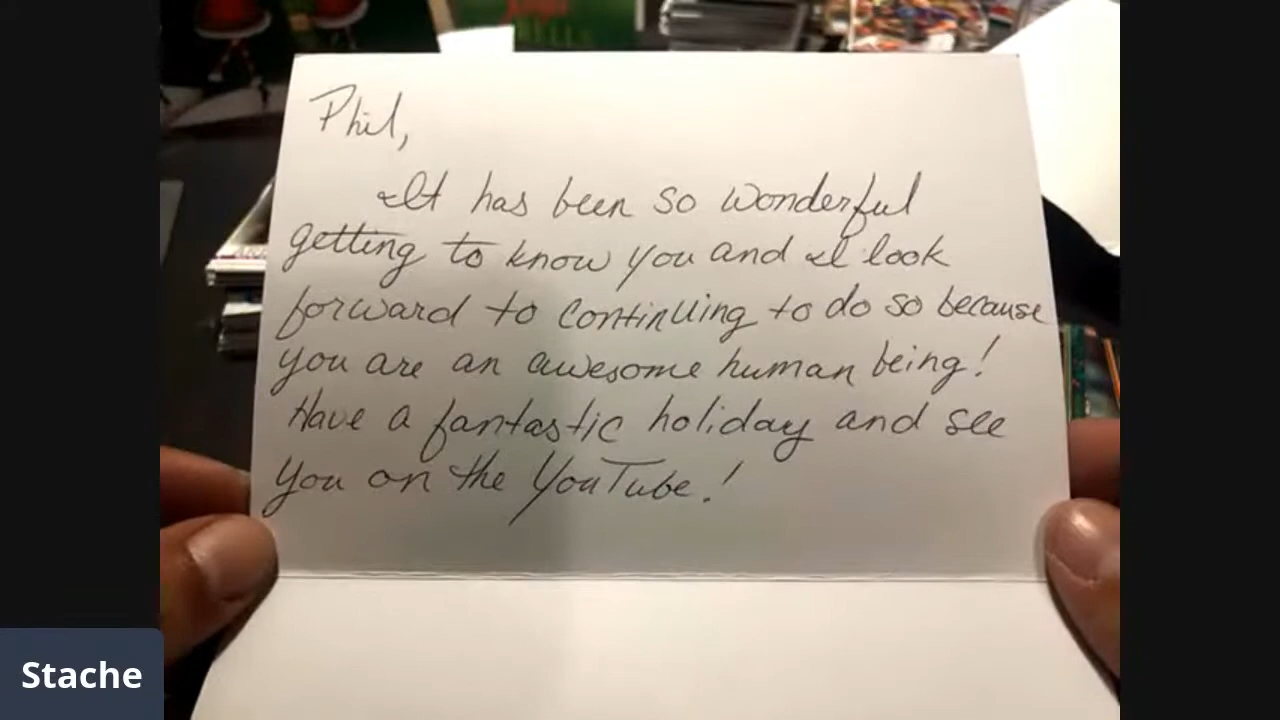 Phil,
It has been so wonderful
getting to know you and I look
forward to continuing to do so because
you are an awesome human being!
Have a fantastic holiday and see
you on the YouTube!
Stache